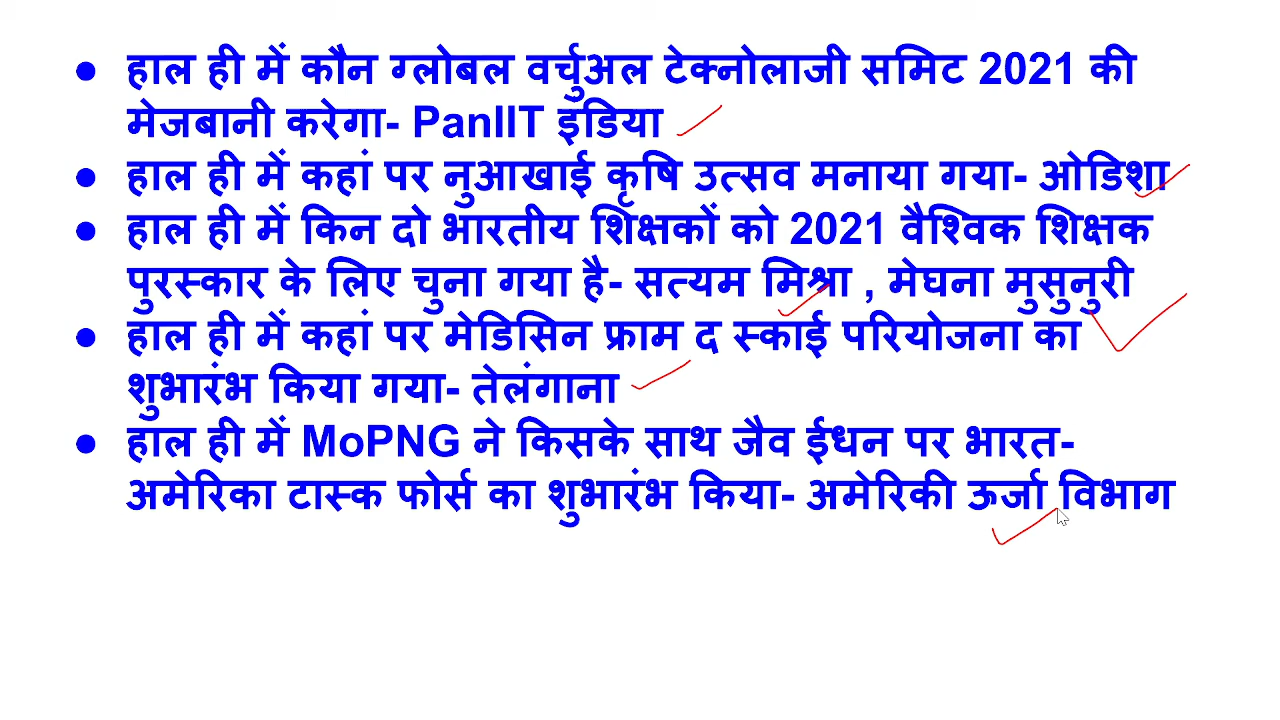 ● हाल ही में कौन ग्लोबल वर्चुअल टेक्नोलाजी समिट 2021 की
मेजबानी करेगा- PanIIT इंडिया
● हाल ही में कहां पर नुआखाई कृषि उत्सव मनाया गया- ओडिशा
● हाल ही में किन दो भारतीय शिक्षकों को 2021 वैश्विक शिक्षक
पुरस्कार के लिए चुना गया है- सत्यम मिश्रा , मेघना मुसुनुरी
● हाल ही में कहां पर मेडिसिन फ्राम द स्काई परियोजना का
शुभारंभ किया गया- तेलंगाना
● हाल ही में MoPNG ने किसके साथ जैव ईधन पर भारत-
अमेरिका टास्क फोर्स का शुभारंभ किया- अमेरिकी ऊर्जा विभाग